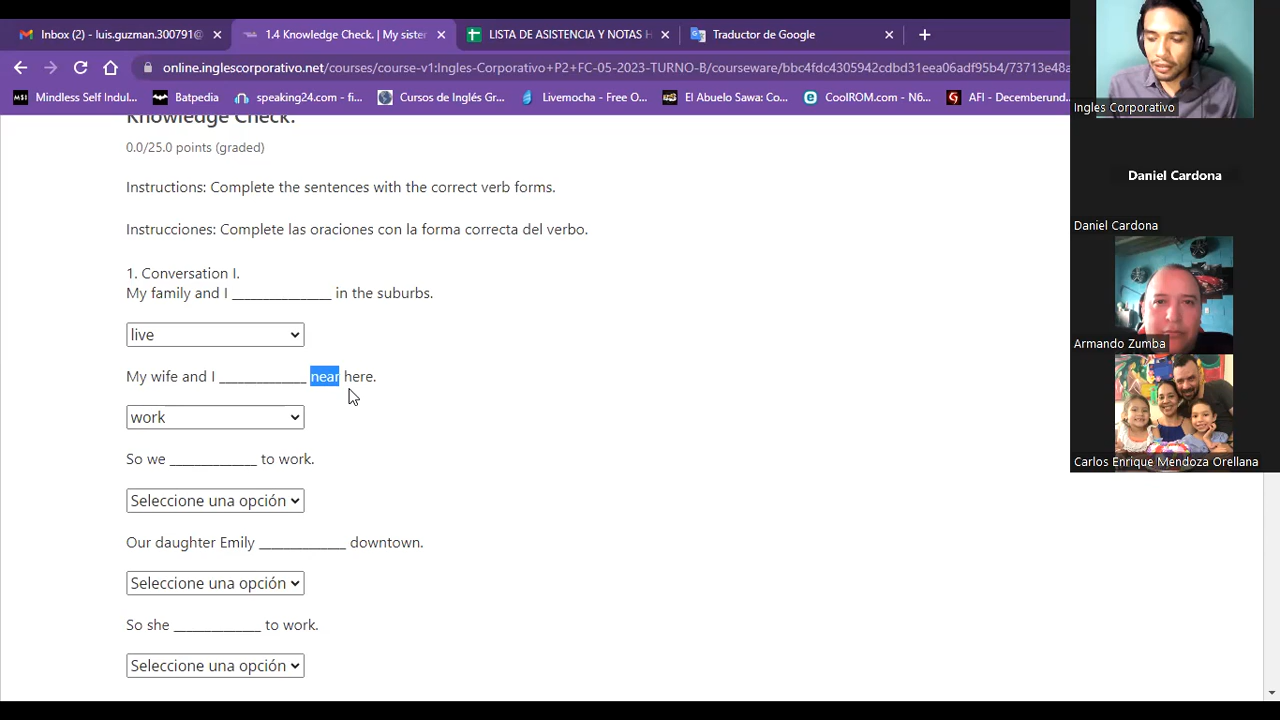 Inbox (2) - luis.guzman.300791@
1.4 Knowledge Check. | My sister
LISTA DE ASISTENCIA Y NOTAS H
Traductor de Google
online.inglescorporativo.net/courses/course-v1:Ingles-Corporativo+P2+FC-05-2023-TURNO-B/courseware/bbc4fdc4305942cdbd31eea06adf95b4/73713e48a
Mindless Self Indul...
Batpedia
speaking24.com - fi...
Cursos de Inglés Gr...
Livemocha - Free O...
El Abuelo Sawa: Co...
CoolROM.com - N6...
AFI - Decemberund...
Knowledge Check.
0.0/25.0 points (graded)
Instructions: Complete the sentences with the correct verb forms.
Instrucciones: Complete las oraciones con la forma correcta del verbo.
1. Conversation I.
My family and I _______________ in the suburbs.
live
My wife and I _____________ near here.
work
So we _____________ to work.
Seleccione una opción
Our daughter Emily _____________ downtown.
Seleccione una opción
So she _____________ to work.
Seleccione una opción
Ingles Corporativo
Daniel Cardona
Daniel Cardona
Armando Zumba
Carlos Enrique Mendoza Orellana